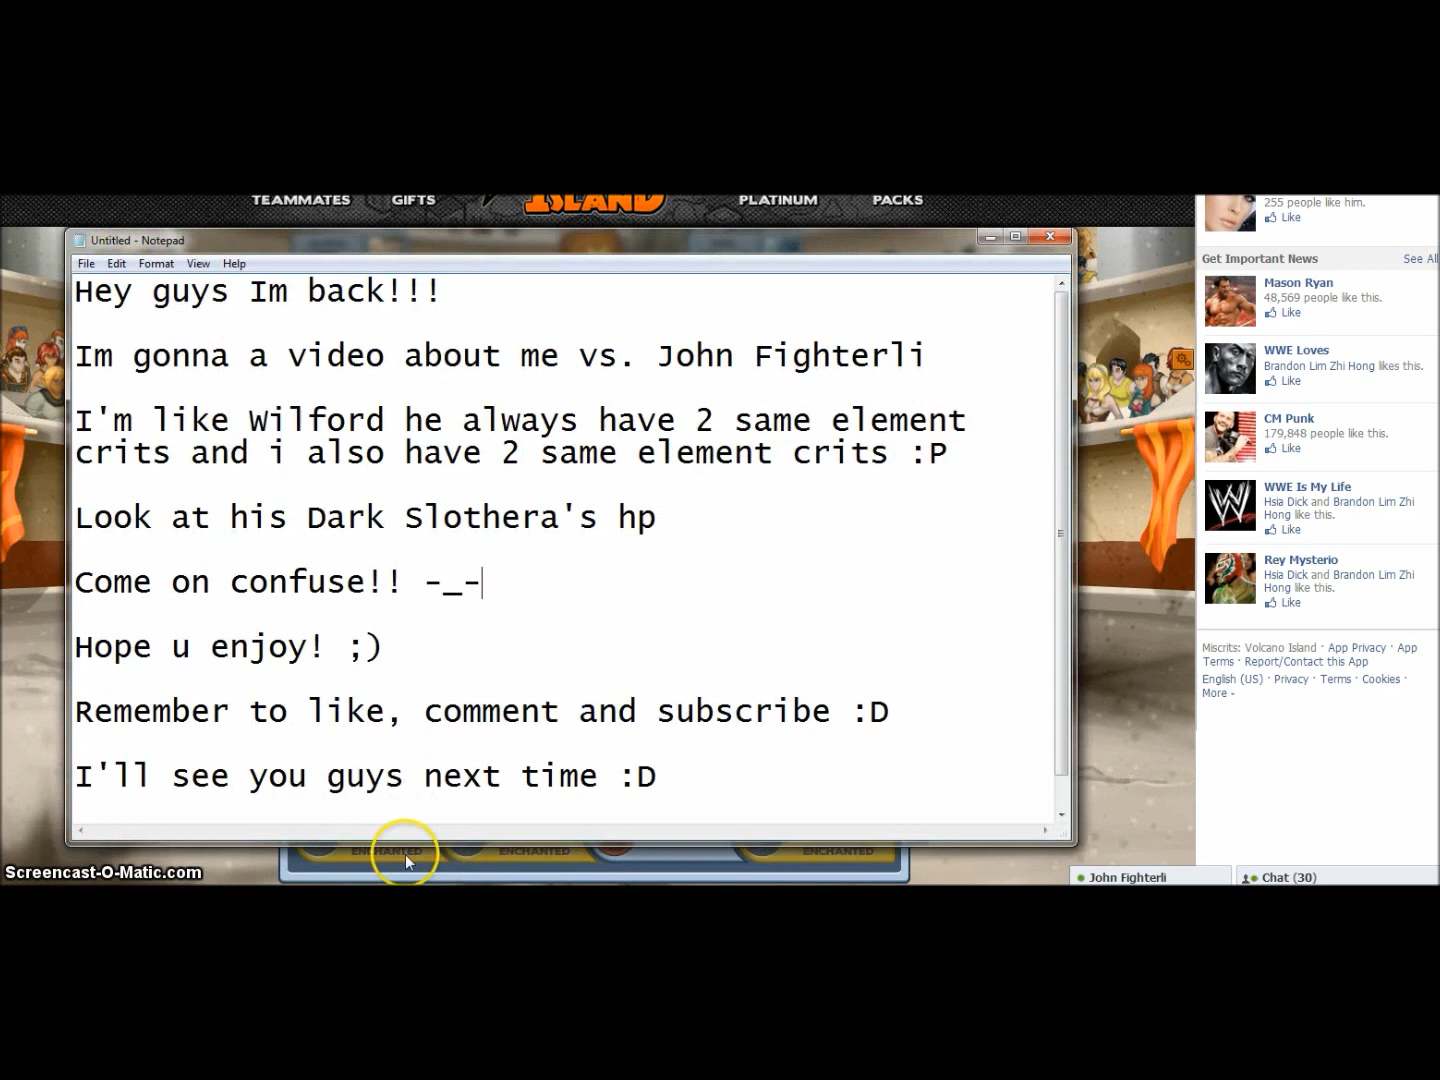 TEAMMATES GIFTS ISLAND PLATINUM PACKS
Untitled - Notepad
File Edit Format View Help
Hey guys Im back!!!
Im gonna a video about me vs. John Fighterli
I'm like Wilford he always have 2 same element
crits and i also have 2 same element crits :P
Look at his Dark Slothera's hp
Come on confuse!! -_-
Hope u enjoy! ;)
Remember to like, comment and subscribe :D
I'll see you guys next time :D
ENCHANTED ENCHANTED ENCHANTED
Screencast-O-Matic.com
255 people like him.
Like
Get Important News See All
Mason Ryan
48,569 people like this.
Like
WWE Loves
Brandon Lim Zhi Hong likes this.
Like
CM Punk
179,848 people like this.
Like
WWE Is My Life
Hsia Dick and Brandon Lim Zhi
Hong like this.
Like
Rey Mysterio
Hsia Dick and Brandon Lim Zhi
Hong like this.
Like
Miscrits: Volcano Island · App Privacy · App
Terms · Report/Contact this App
English (US) · Privacy · Terms · Cookies ·
More
John Fighterli
Chat (30)